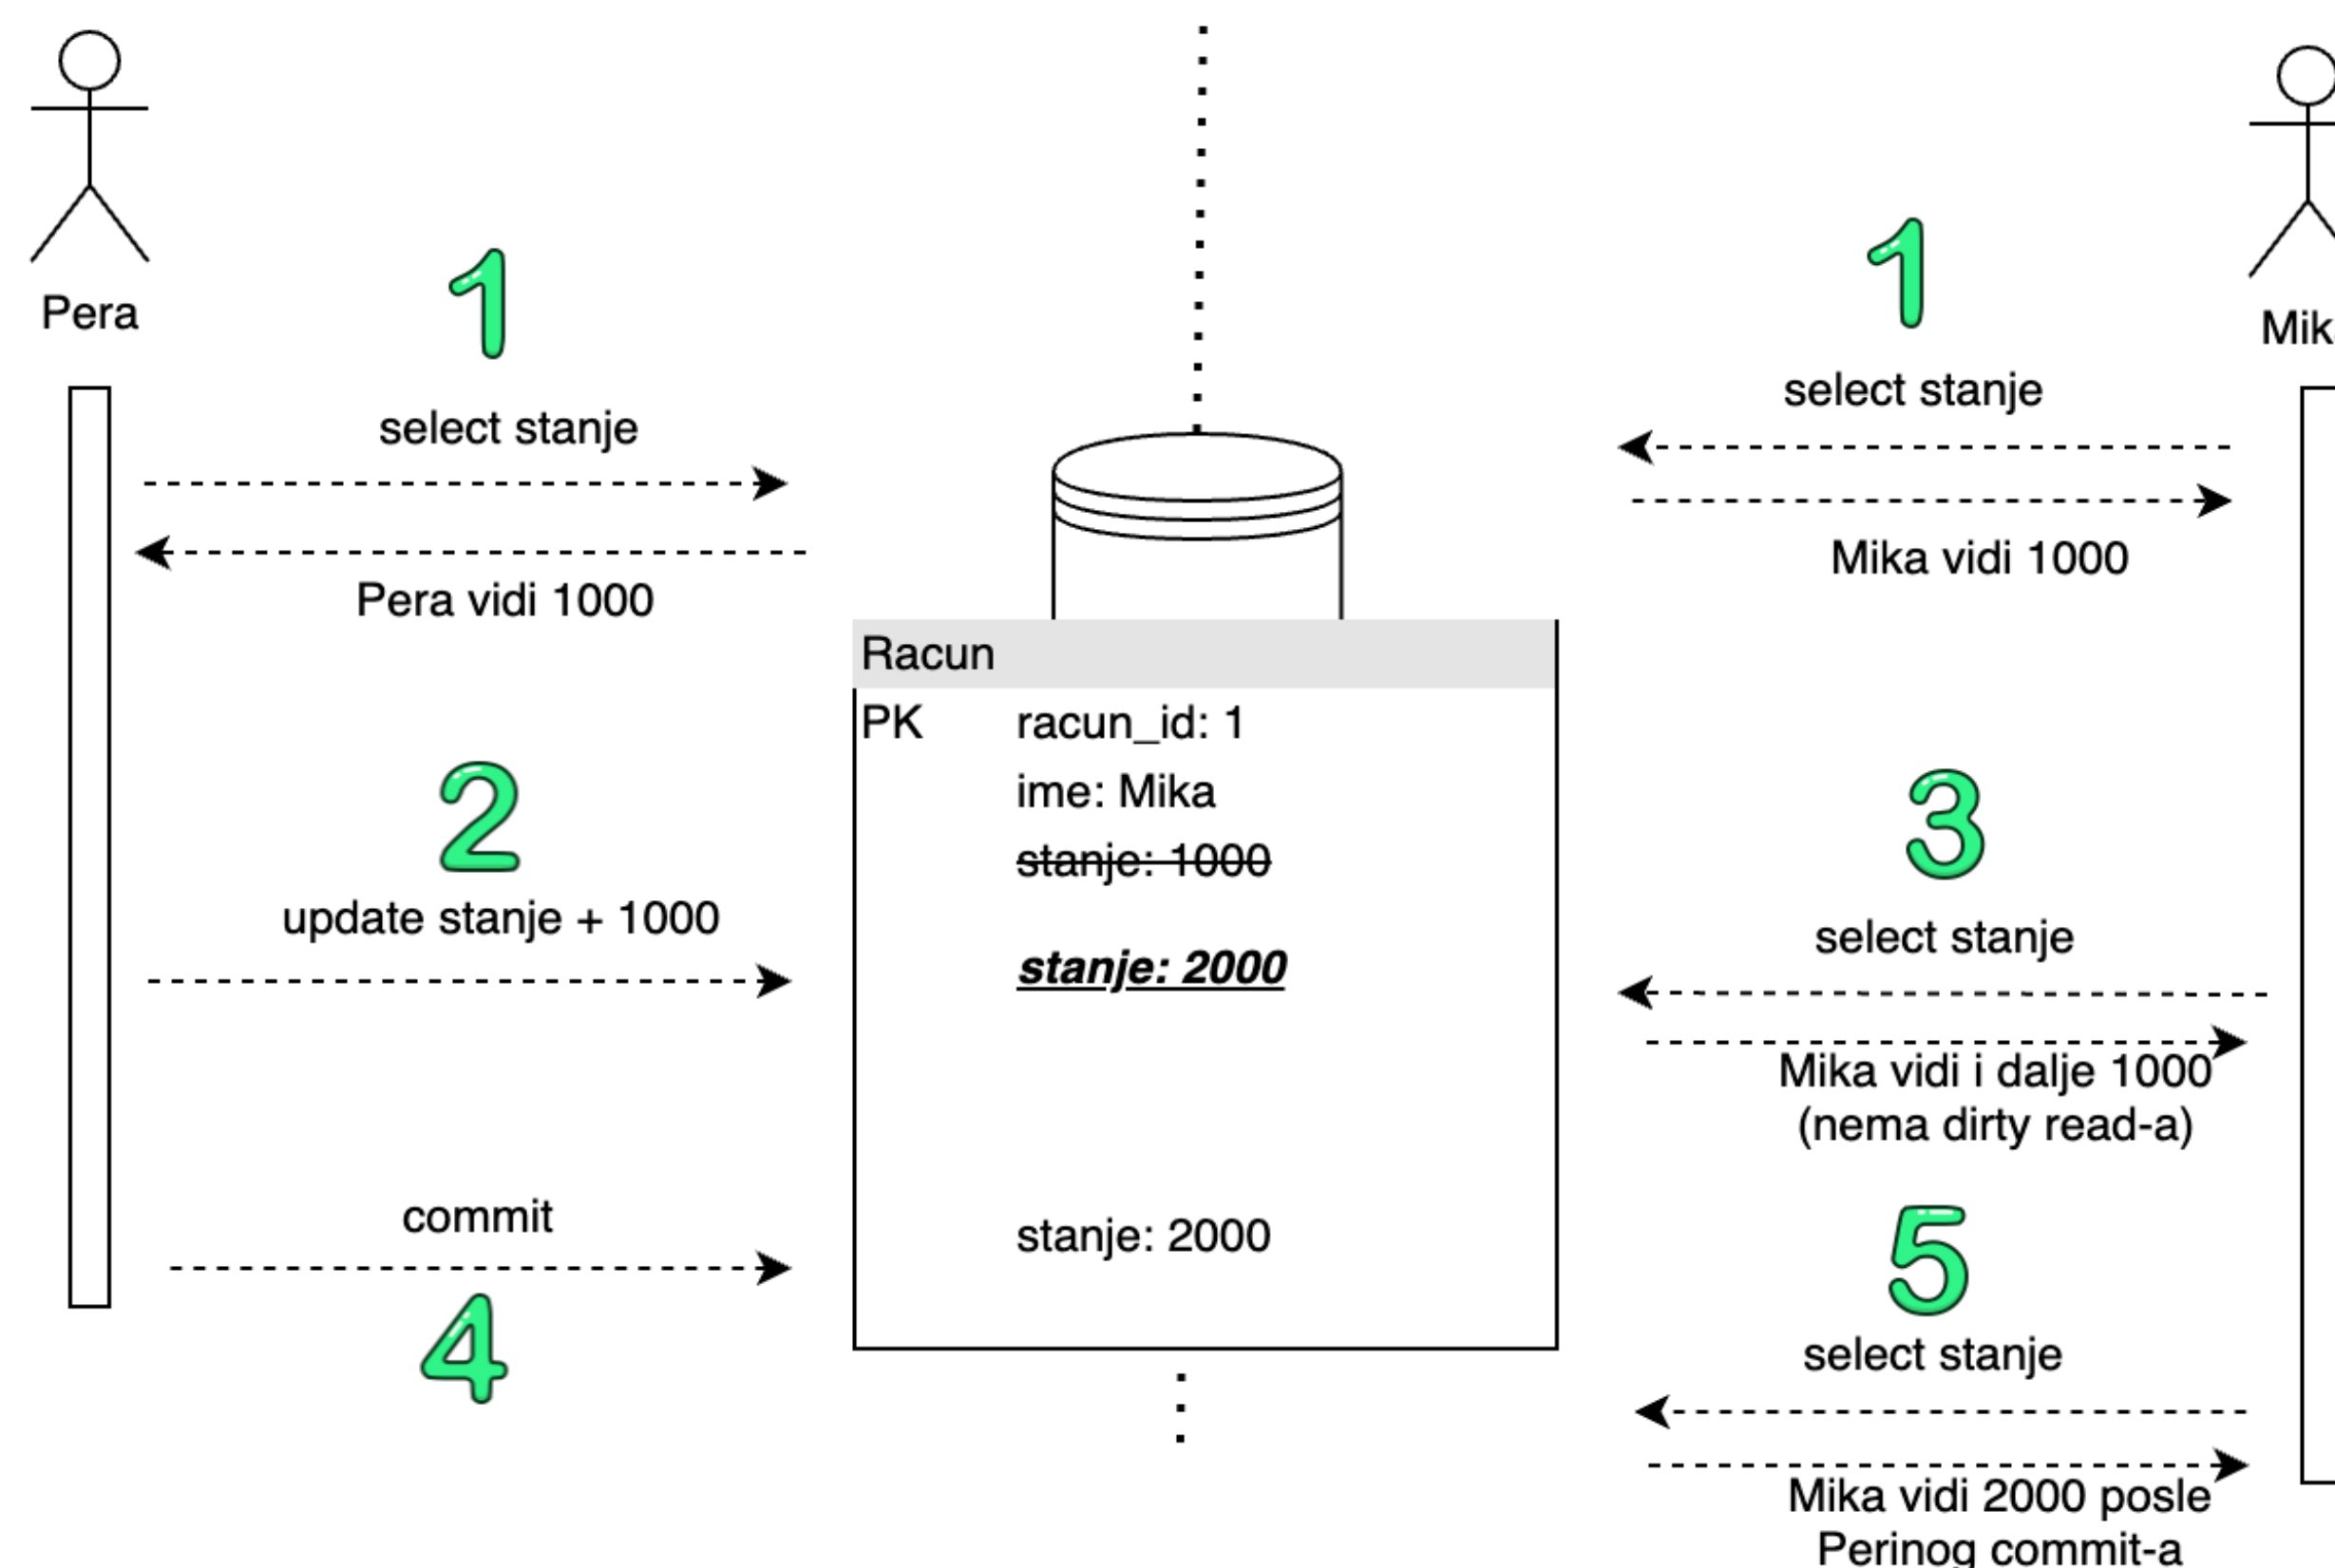 Pera
1
select stanje
Pera vidi 1000
2
update stanje + 1000
commit
4
Racun
PK racun_id: 1
ime: Mika
stanje: 1000
stanje: 2000
stanje: 2000
Mik
1
select stanje
Mika vidi 1000
3
select stanje
Mika vidi i dalje 1000
(nema dirty read-a)
5
select stanje
Mika vidi 2000 posle
Perinog commit-a